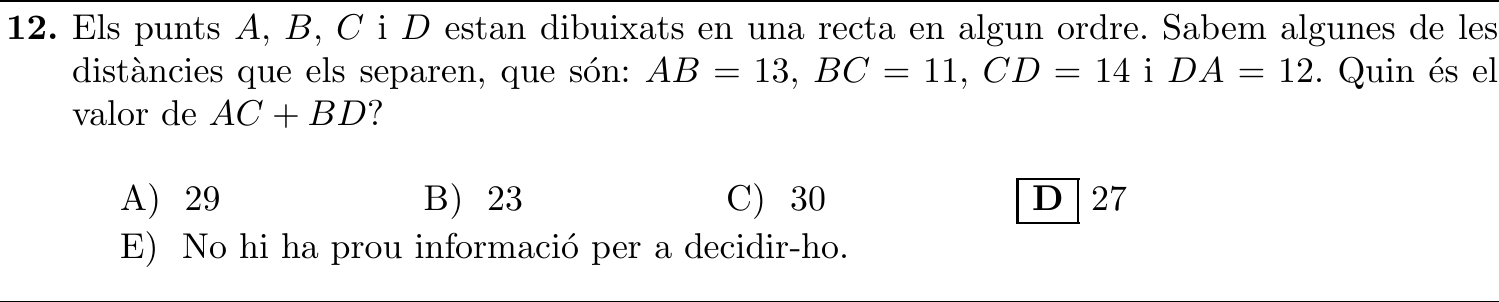 12. Els punts A, B, C i D estan dibuixats en una recta en algun ordre. Sabem algunes de les
distàncies que els separen, que són: AB = 13, BC = 11, CD = 14 i DA = 12. Quin és el
valor de AC + BD?
A) 29 B) 23 C) 30 D 27
E) No hi ha prou informació per a decidir-ho.